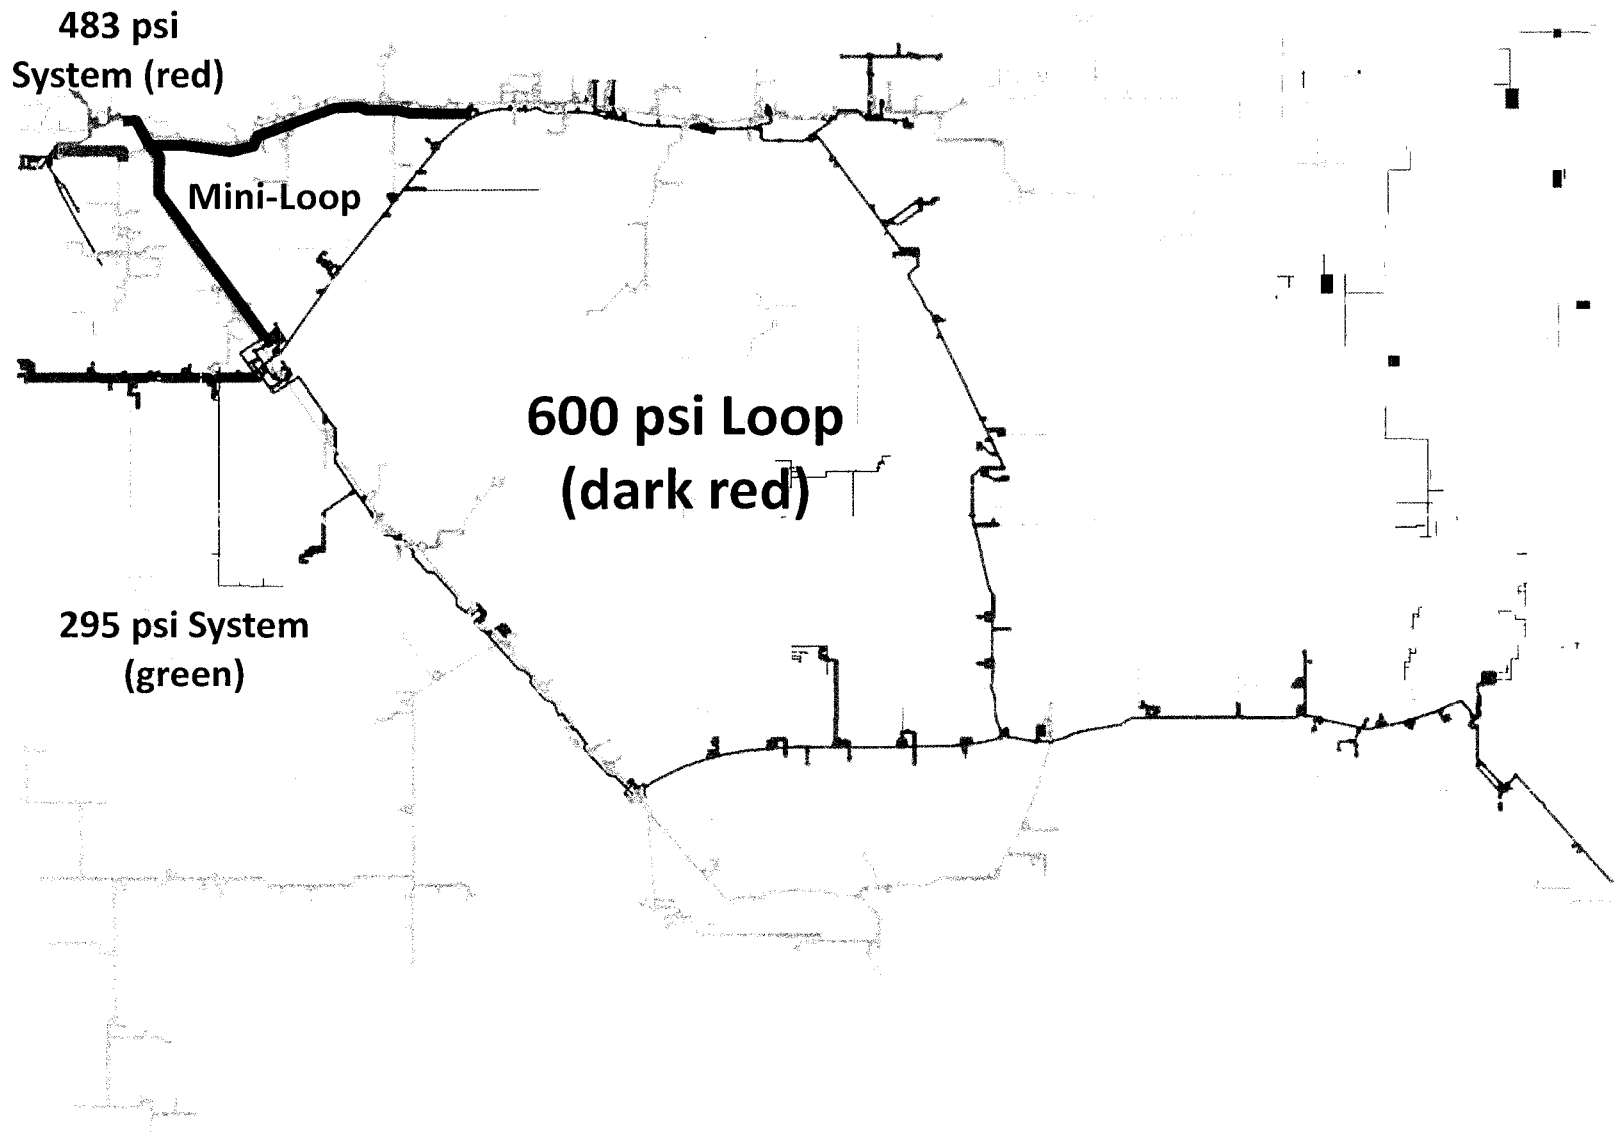 483 psi
System (red)
Mini-Loop
600 psi Loop
(dark red)
295 psi System
(green)